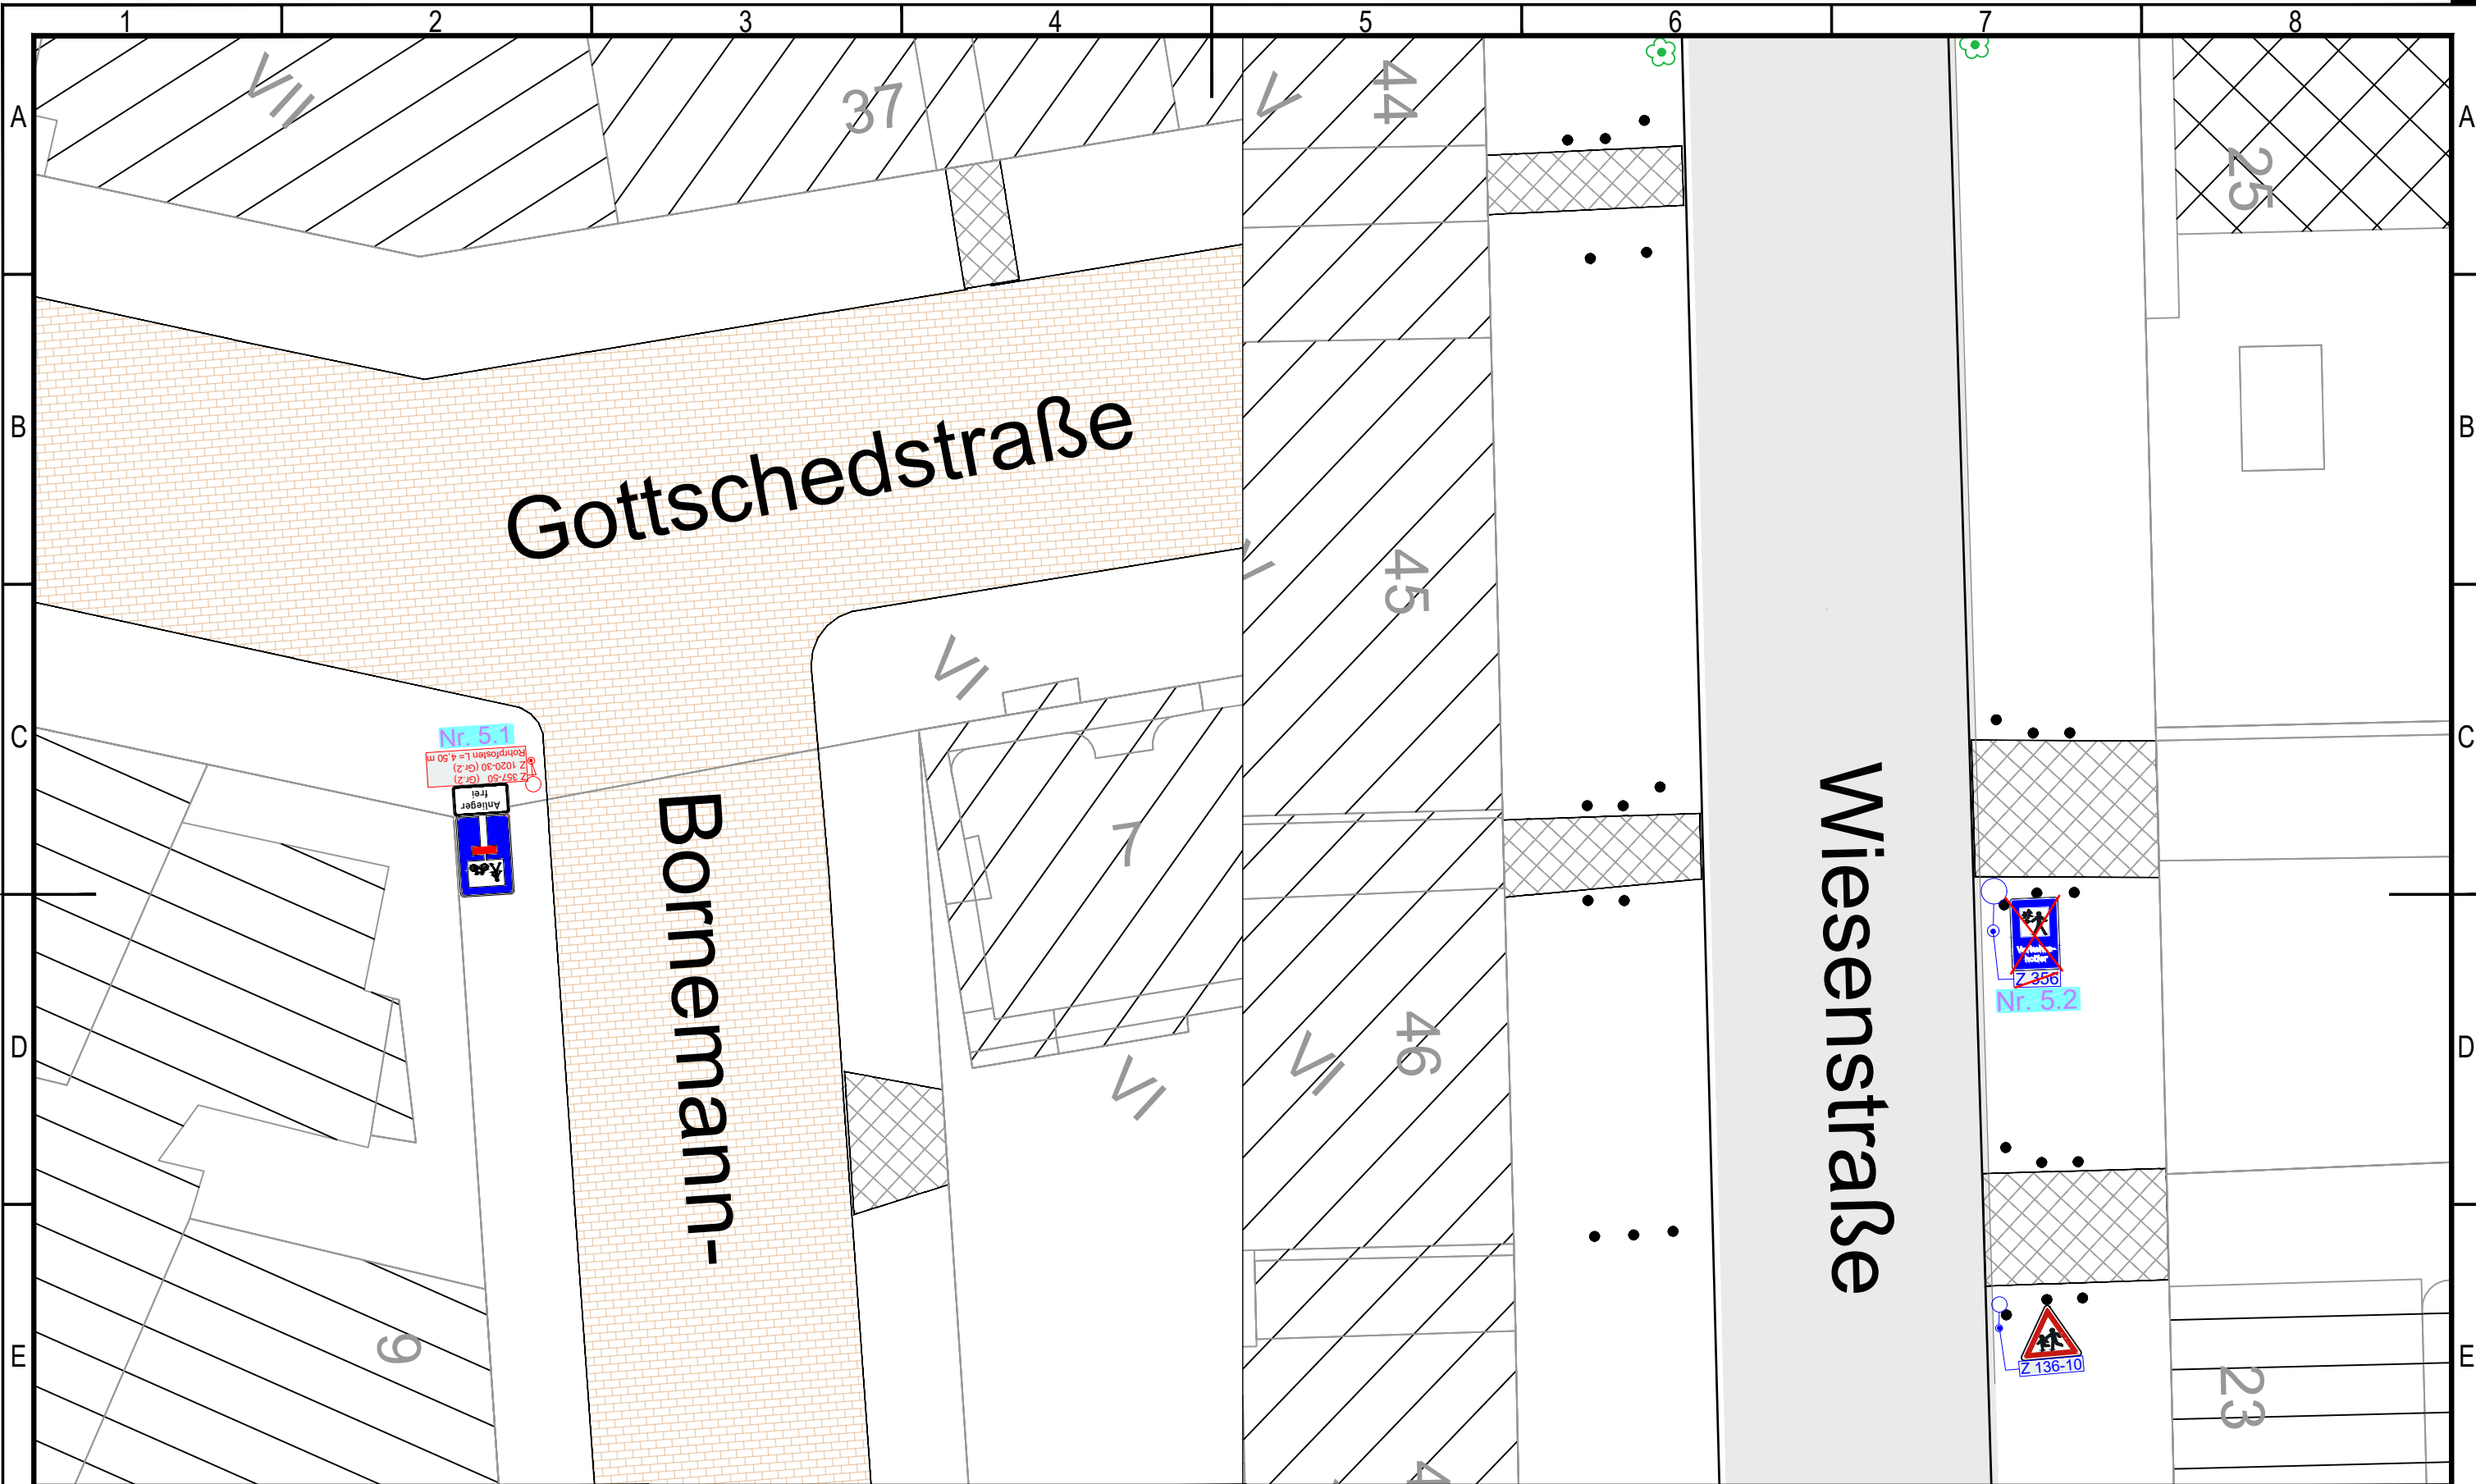 1 2 3 4 5 6 7 8
A
B
C
D
E
A
B
C
D
E
VII
37
Gottschedstraße
VI
Nr. 5.1
Z 357-50 (Gr.2)
Z 1020-30 (Gr.2)
Rohrpfosten L= 4,50 m
Anlieger
frei
Bornemann-
7
VI
9
V
44
V
45
VI
46
4
Wiesenstraße
25
Z 356
Nr. 5.2
Z 136-10
23